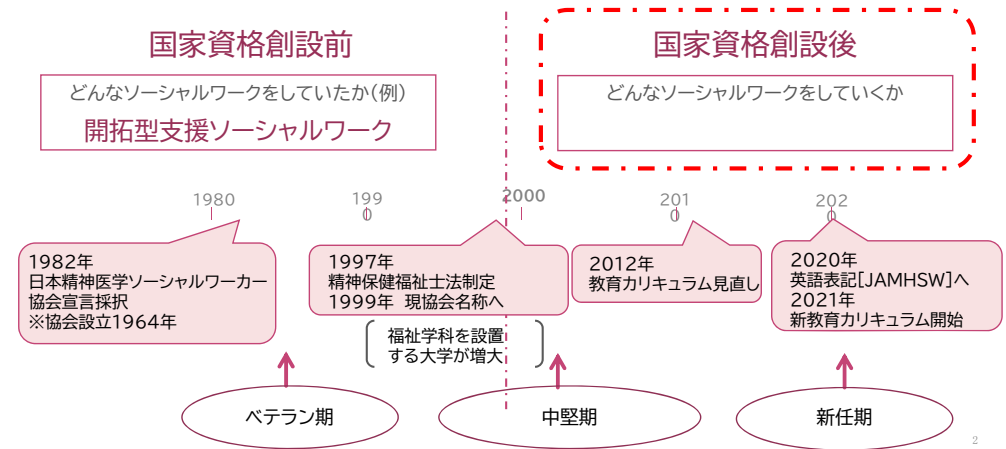 国家資格創設前
国家資格創設後
どんなソーシャルワークをしていたか(例)
開拓型支援ソーシャルワーク
どんなソーシャルワークをしていくか
1980
199
0
2000
201
0
202
0
1982年
日本精神医学ソーシャルワーカー
協会宣言採択
※協会設立1964年
1997年
精神保健福祉士法制定
1999年 現協会名称へ
2012年
教育カリキュラム見直し
2020年
英語表記[JAMHSW]へ
2021年
新教育カリキュラム開始
福祉学科を設置
する大学が増大
ベテラン期
中堅期
新任期
2